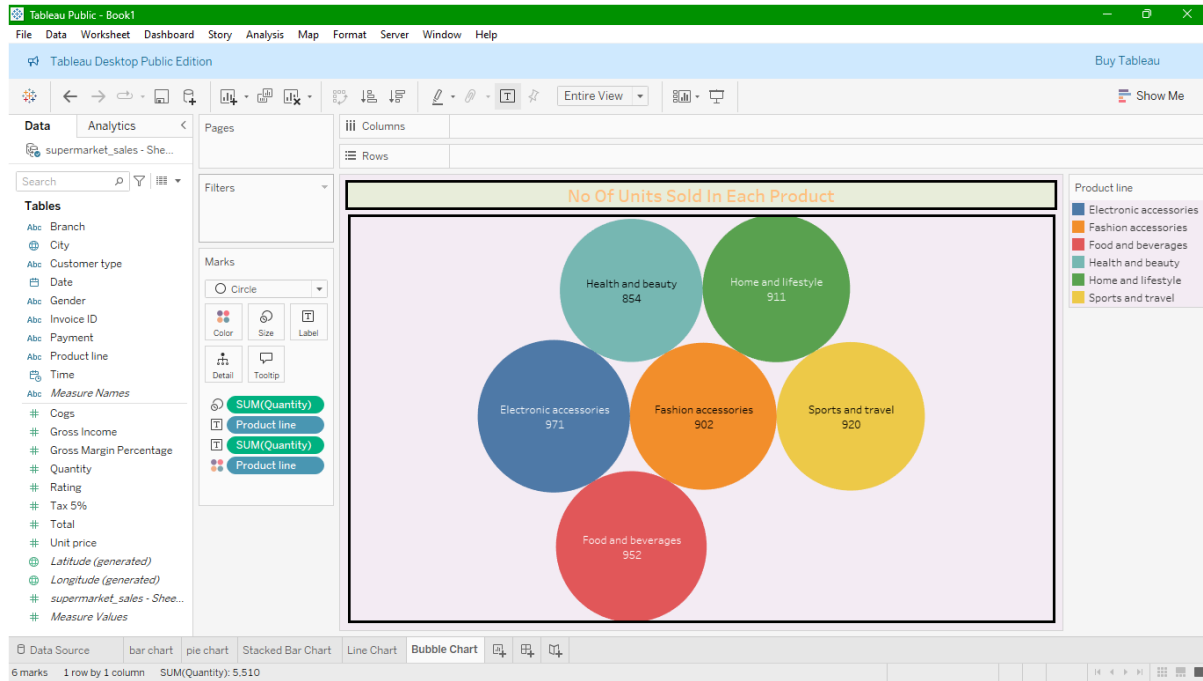 Tableau Public - Book1
File Data Worksheet Dashboard Story Analysis Map Format Server Window Help
Tableau Desktop Public Edition
Buy Tableau
Entire View
Show Me
Data
Analytics
supermarket_sales - She...
Search
Tables
Abc Branch
City
Abc Customer type
Date
Abc Gender
Abc Invoice ID
Abc Payment
Abc Product line
Time
Abc Measure Names
# Cogs
# Gross Income
# Gross Margin Percentage
# Quantity
# Rating
# Tax 5%
# Total
# Unit price
Latitude (generated)
Longitude (generated)
# supermarket_sales - Shee...
# Measure Values
Pages
Filters
Marks
Circle
Color
Size
T
Label
Detail
Tooltip
SUM(Quantity)
T Product line
T SUM(Quantity)
Product line
Columns
Rows
No Of Units Sold In Each Product
Health and beauty
854
Home and lifestyle
911
Electronic accessories
971
Fashion accessories
902
Sports and travel
920
Food and beverages
952
Product line
Electronic accessories
Fashion accessories
Food and beverages
Health and beauty
Home and lifestyle
Sports and travel
Data Source
bar chart
pie chart
Stacked Bar Chart
Line Chart
Bubble Chart
6 marks 1 row by 1 column SUM(Quantity): 5,510